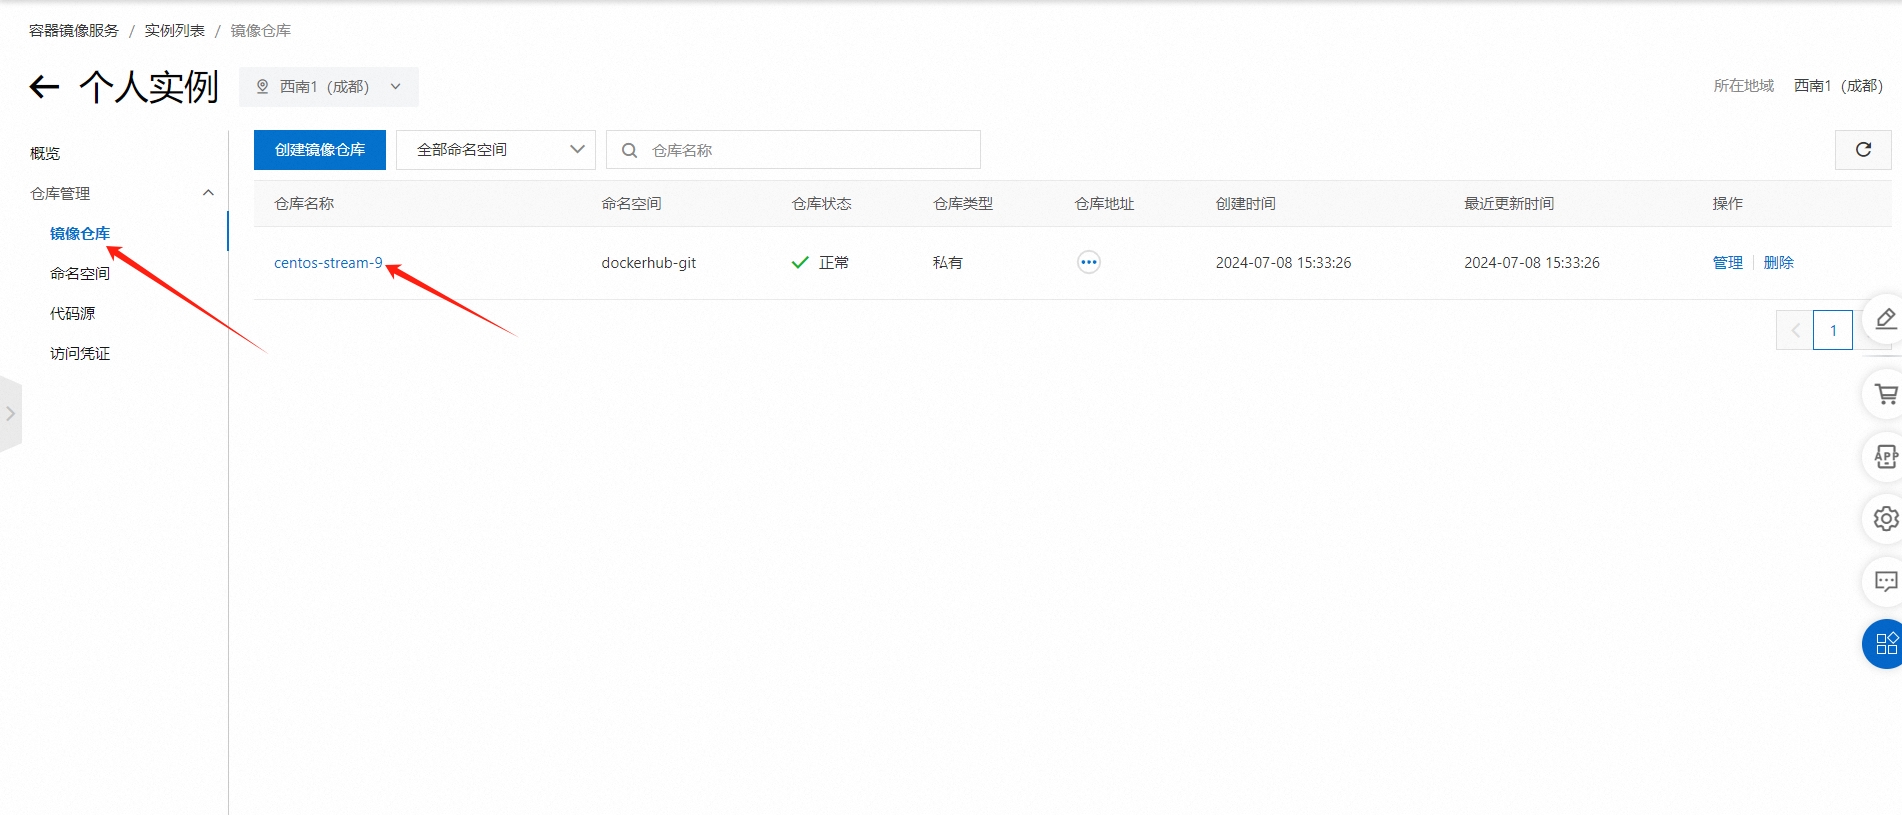 容器镜像服务 / 实例列表 / 镜像仓库
个人实例 西南1（成都） 所在地域 西南1（成都）
概览
仓库管理
镜像仓库
命名空间
代码源
访问凭证
创建镜像仓库 全部命名空间 仓库名称
仓库名称 命名空间 仓库状态 仓库类型 仓库地址 创建时间 最近更新时间 操作
centos-stream-9 dockerhub-git 正常 私有 2024-07-08 15:33:26 2024-07-08 15:33:26 管理 删除
1
APP